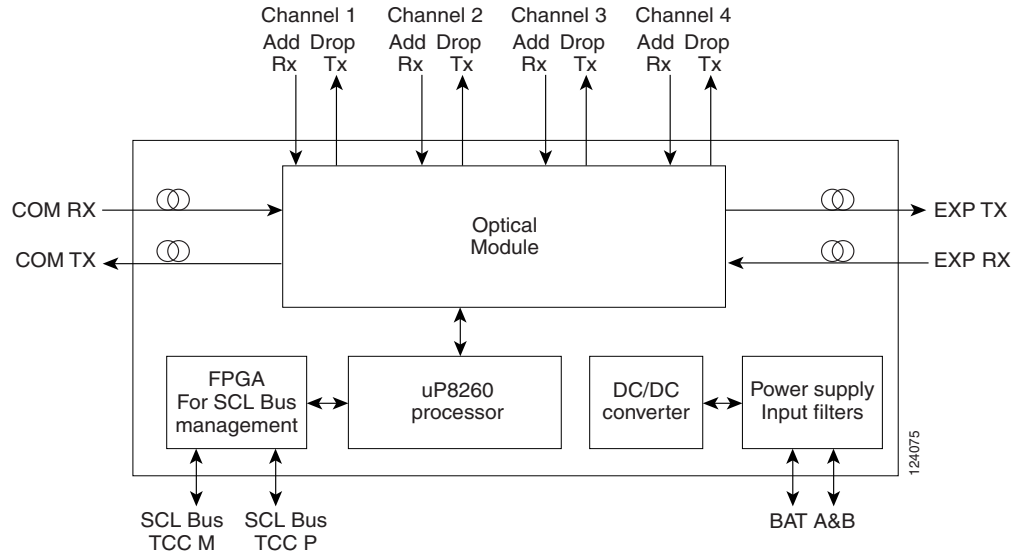 Channel 1 Channel 2 Channel 3 Channel 4
Add Drop Add Drop Add Drop Add Drop
Rx Tx Rx Tx Rx Tx Rx Tx
COM RX
COM TX
Optical
Module
EXP TX
EXP RX
FPGA
For SCL Bus
management
uP8260
processor
DC/DC
converter
Power supply
Input filters
124075
SCL Bus
TCC M
SCL Bus
TCC P
BAT A&B